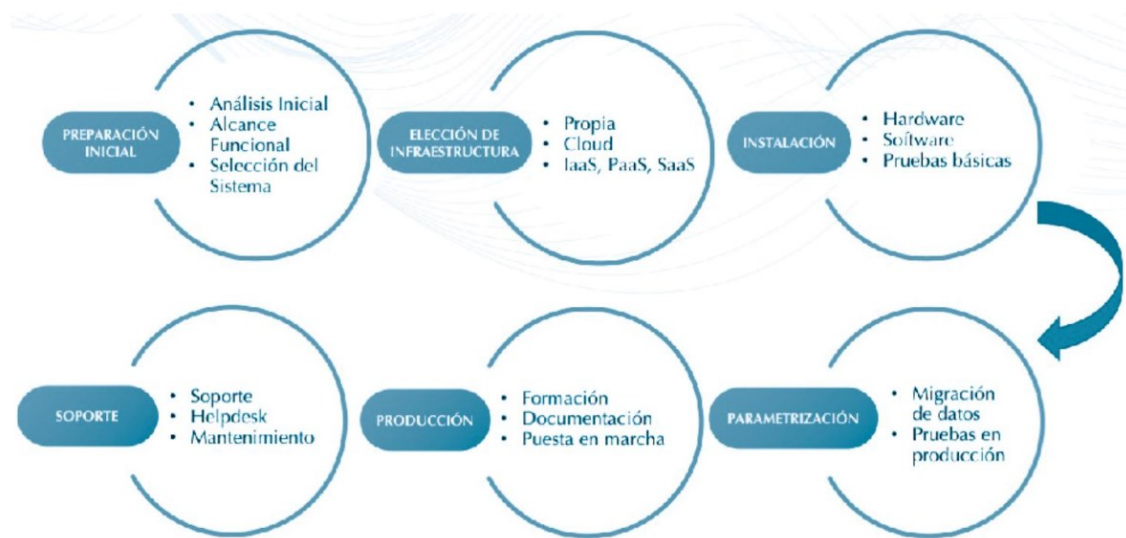 PREPARACIÓN
INICIAL
• Análisis Inicial
• Alcance
Funcional
• Selección del
Sistema
ELECCIÓN DE
INFRAESTRUCTURA
• Propia
• Cloud
• IaaS, PaaS, SaaS
INSTALACIÓN
• Hardware
• Software
• Pruebas básicas
SOPORTE
• Soporte
• Helpdesk
• Mantenimiento
PRODUCCIÓN
• Formación
• Documentación
• Puesta en marcha
PARAMETRIZACIÓN
• Migración
de datos
• Pruebas en
producción